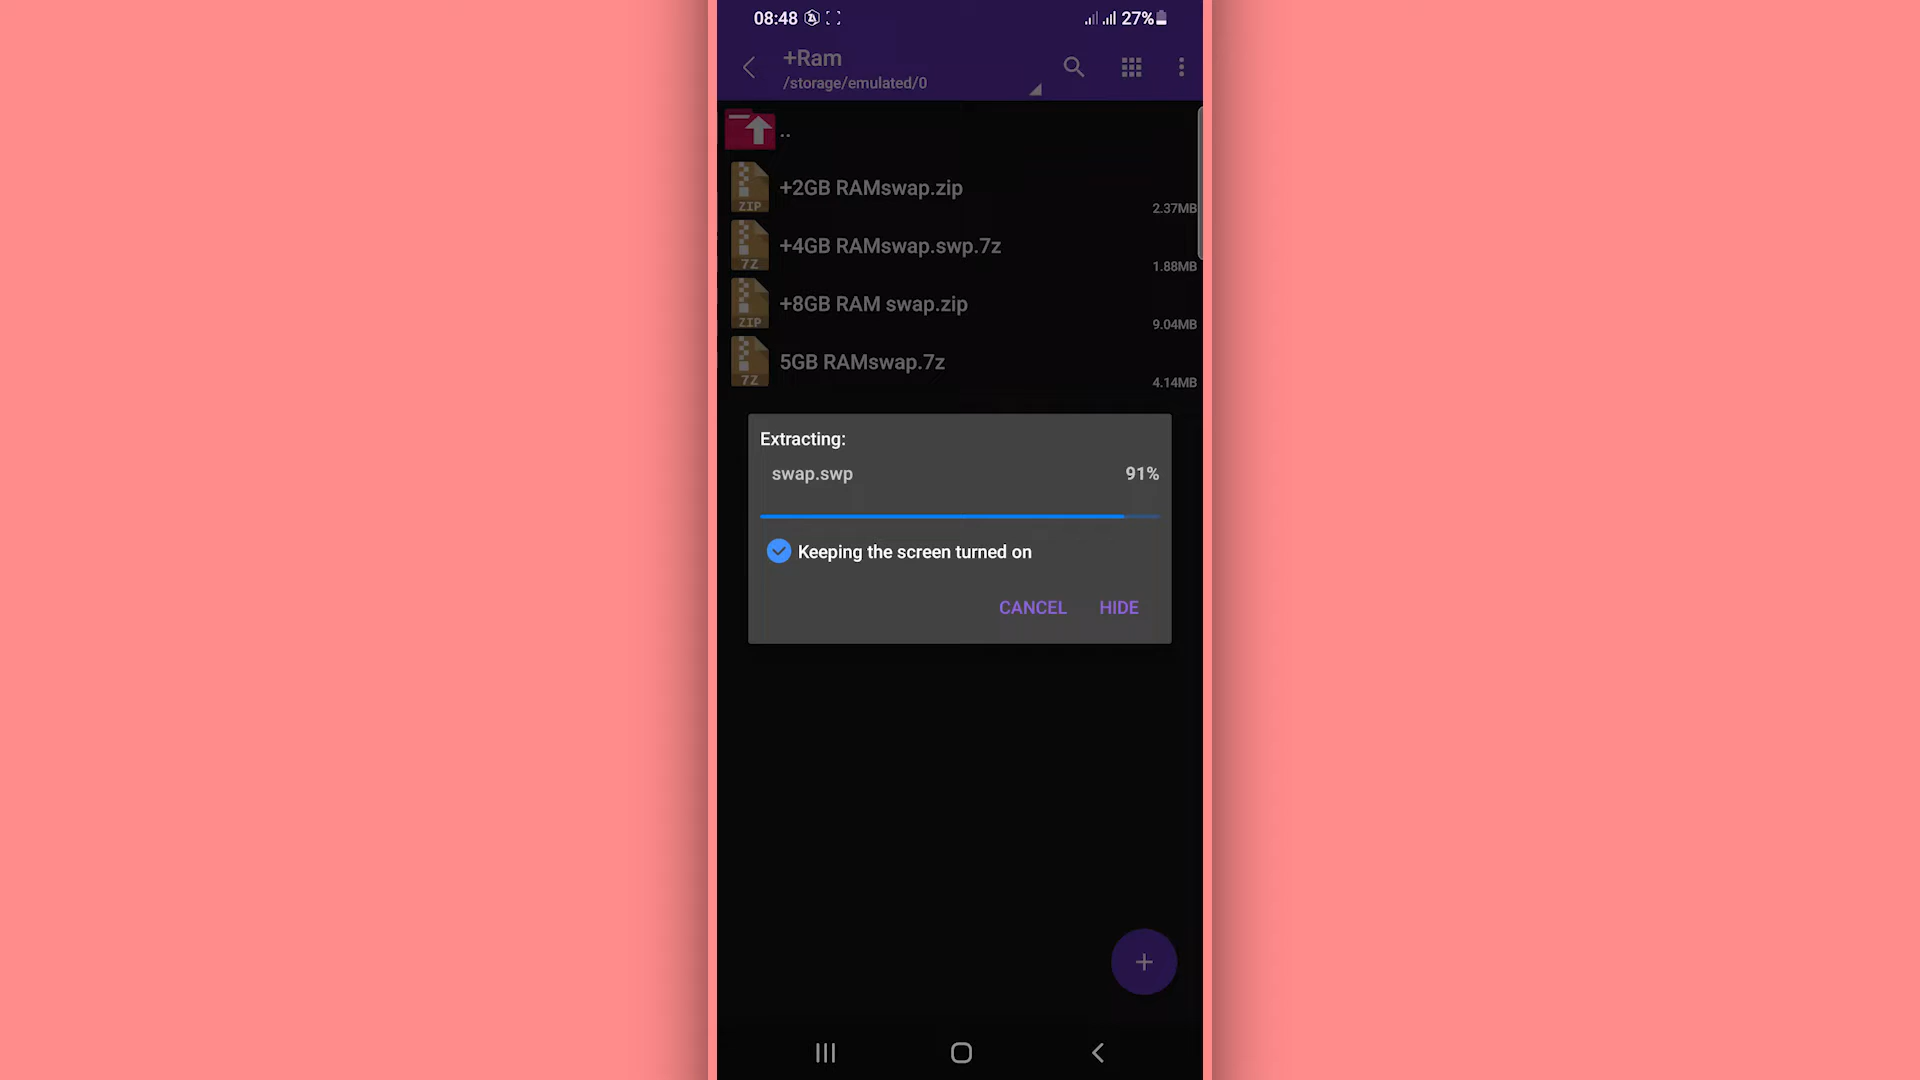 08:48 27%
+Ram
/storage/emulated/0
..
+2GB RAMswap.zip
ZIP
2.37MB
+4GB RAMswap.swp.7z
7Z
1.88MB
+8GB RAM swap.zip
ZIP
9.04MB
5GB RAMswap.7z
7Z
4.14MB
Extracting:
swap.swp 91%
Keeping the screen turned on
CANCEL HIDE